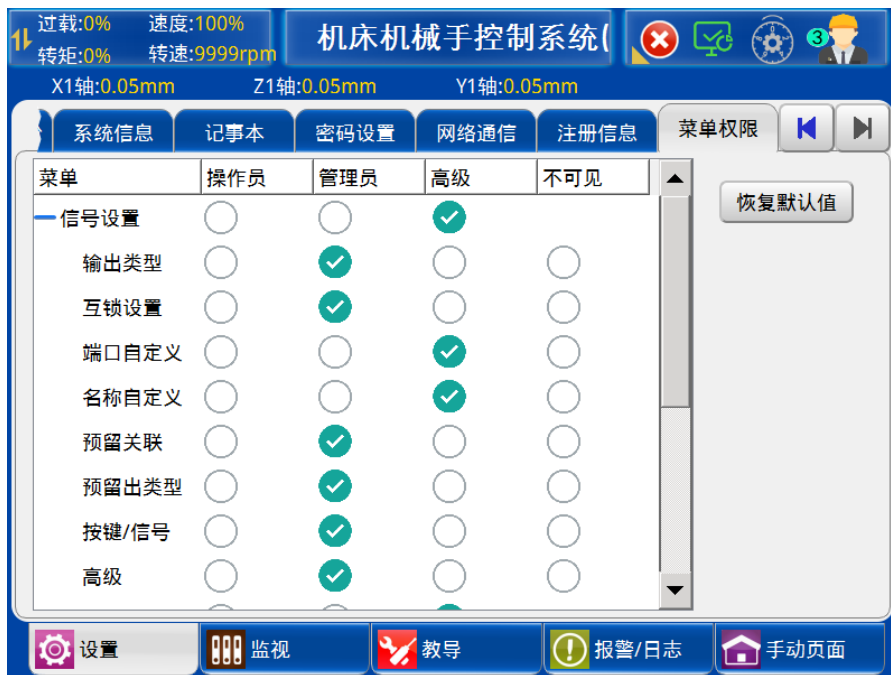 过载:0% 速度:100%
转矩:0% 转速:9999rpm
机床机械手控制系统(
3
X1轴:0.05mm Z1轴:0.05mm Y1轴:0.05mm
系统信息 记事本 密码设置 网络通信 注册信息 菜单权限
菜单 操作员 管理员 高级 不可见
恢复默认值
信号设置
输出类型
互锁设置
端口自定义
名称自定义
预留关联
预留出类型
按键/信号
高级
设置 监视 教导 报警/日志 手动页面